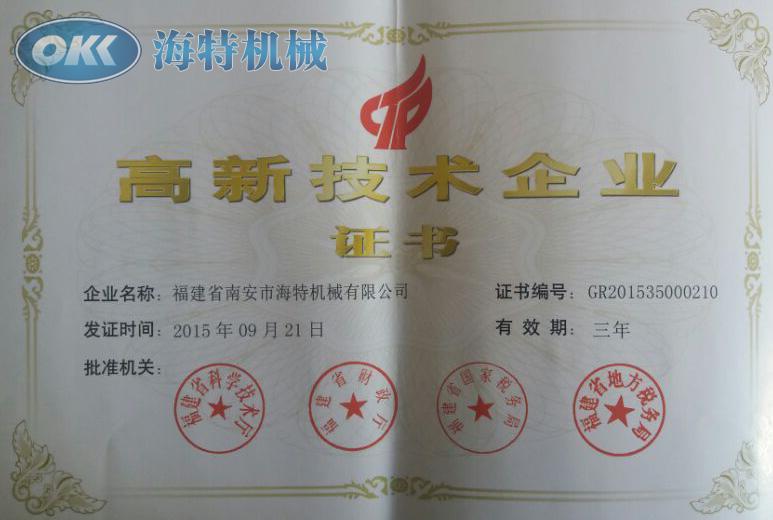 OKK 海特机械
高新技术企业
证书
企业名称：福建省南安市海特机械有限公司
证书编号：GR201535000210
发证时间：2015年09月21日
有效期：三年
批准机关：
福建省科学技术厅
福建省财政厅
福建省国家税务局
福建省地方税务局